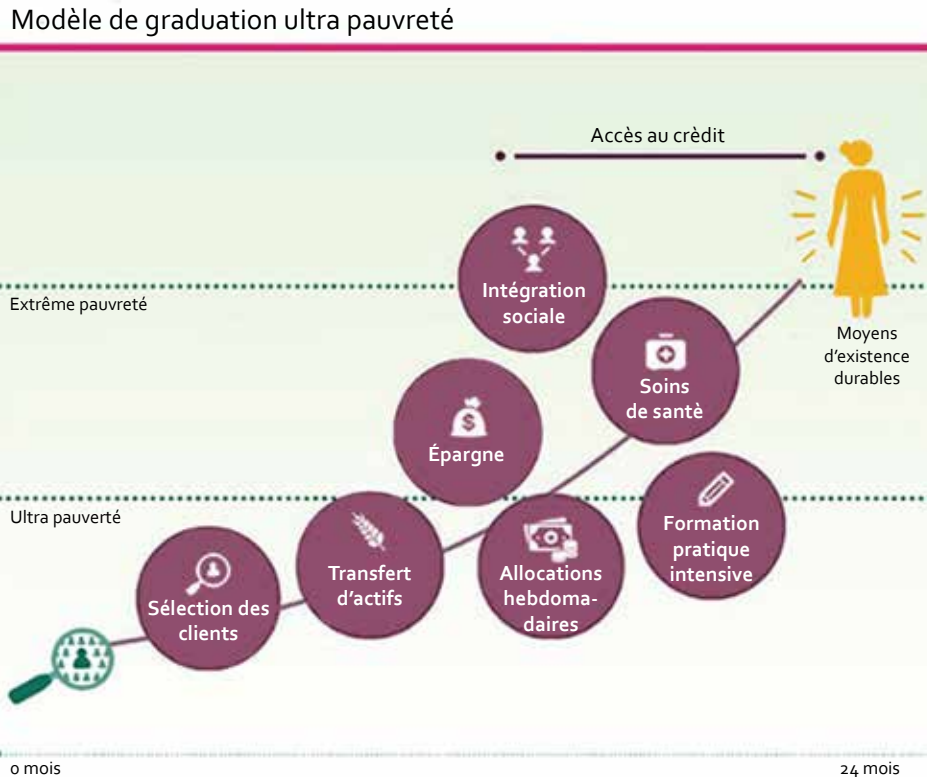 Modèle de graduation ultra pauvreté
Accès au crèdit
Intégration
sociale
Extrême pauvreté
Moyens
d'existence
durables
Soins
de santè
$
Épargne
Ultra pauverté
Formation
pratique
intensive
Transfert
d'actifs
Allocations
hebdoma-
daires
Sélection des
clients
0 mois
24 mois